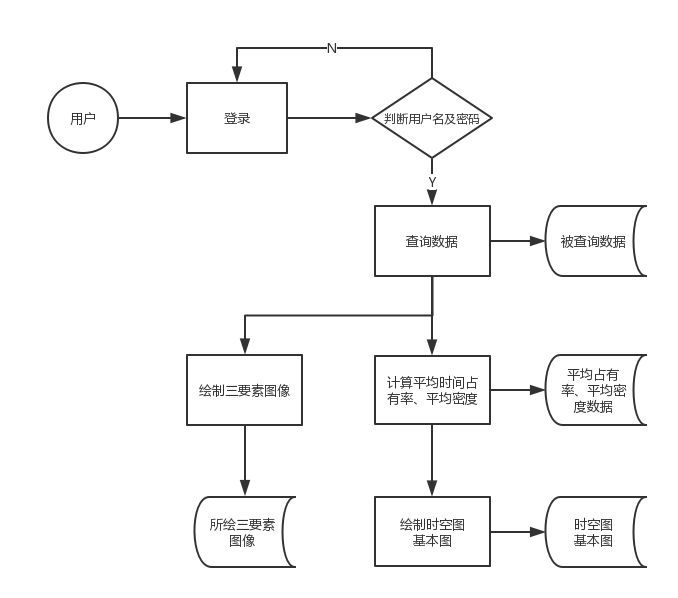 N
用户
登录
判断用户名及密码
Y
查询数据
被查询数据
绘制三要素图像
计算平均时间占
有率、平均密度
平均占有
率、平均密
度数据
所绘三要素
图像
绘制时空图
基本图
时空图
基本图